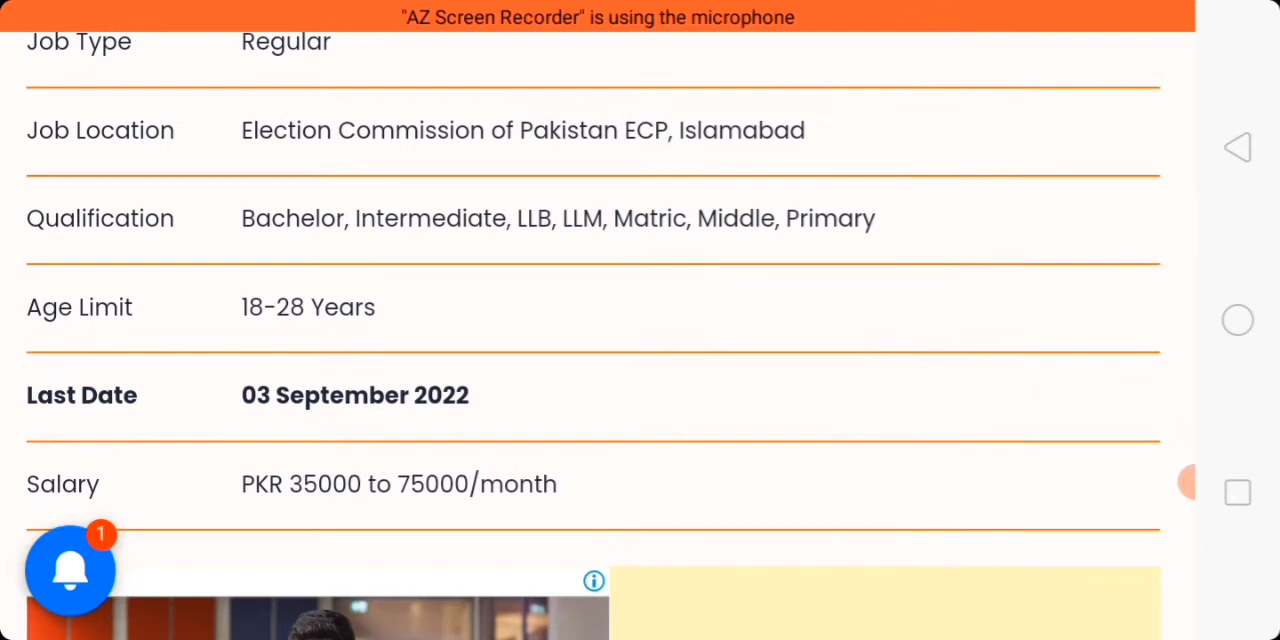 "AZ Screen Recorder" is using the microphone
Job Type Regular
Job Location Election Commission of Pakistan ECP, Islamabad
Qualification Bachelor, Intermediate, LLB, LLM, Matric, Middle, Primary
Age Limit 18-28 Years
Last Date 03 September 2022
Salary PKR 35000 to 75000/month
1